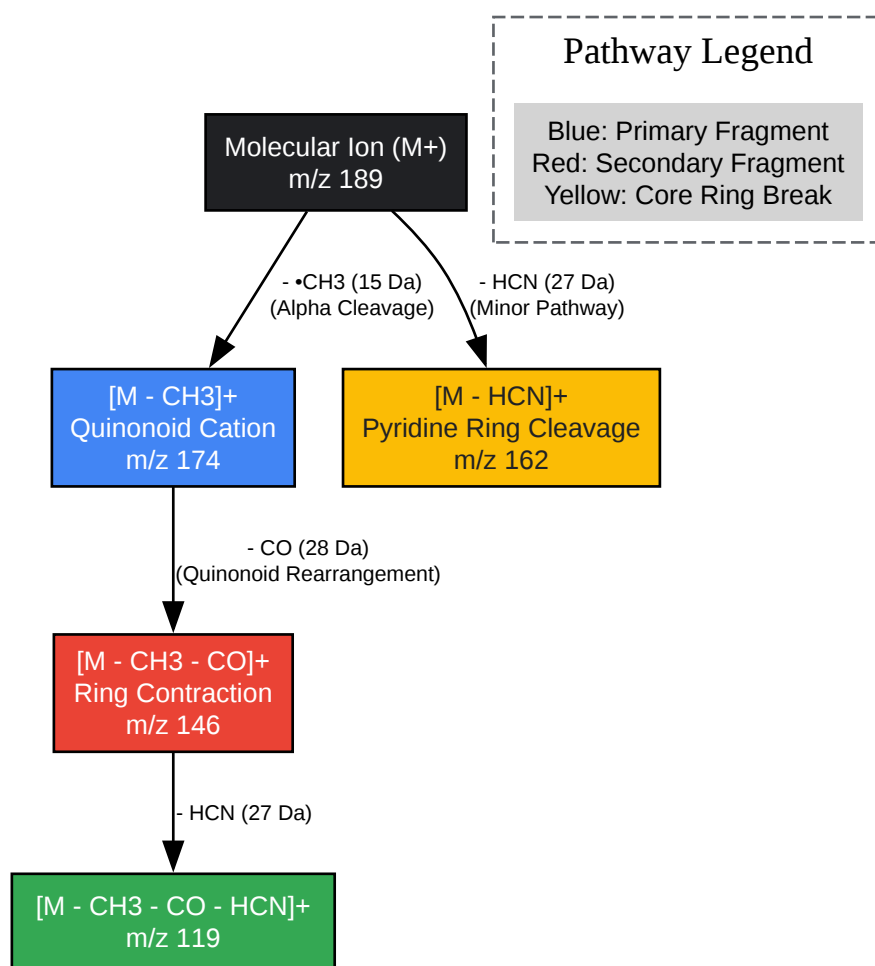 Pathway Legend
Blue: Primary Fragment
Red: Secondary Fragment
Yellow: Core Ring Break
Molecular Ion (M+)
m/z 189
- •CH3 (15 Da)
(Alpha Cleavage)
- HCN (27 Da)
(Minor Pathway)
[M - CH3]+
Quinonoid Cation
m/z 174
[M - HCN]+
Pyridine Ring Cleavage
m/z 162
- CO (28 Da)
(Quinonoid Rearrangement)
[M - CH3 - CO]+
Ring Contraction
m/z 146
- HCN (27 Da)
[M - CH3 - CO - HCN]+
m/z 119